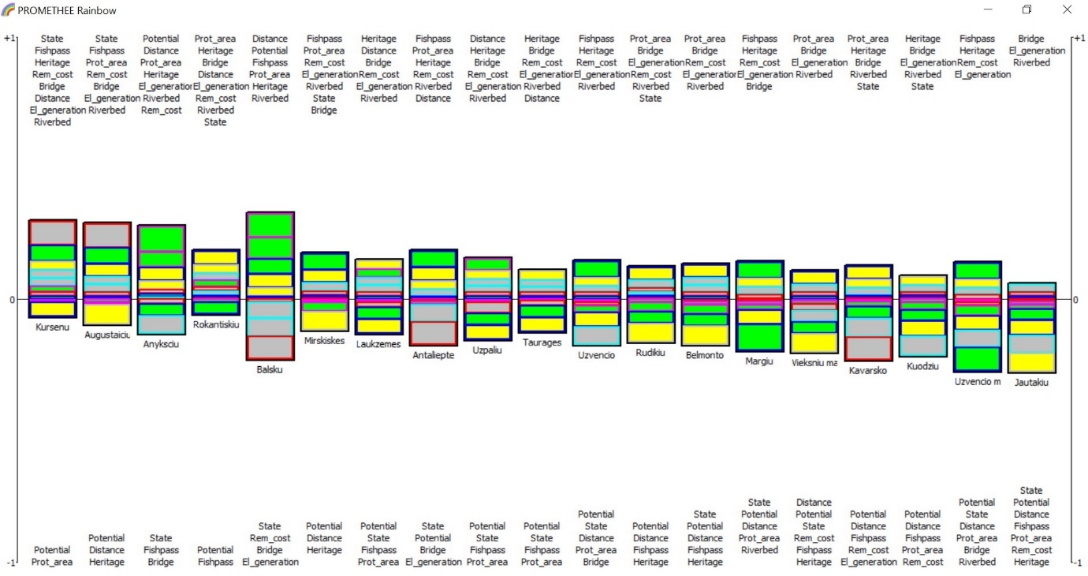 PROMETHEE Rainbow
+1
+1
State
Fishpass
Heritage
Rem_cost
Bridge
Distance
El_generation
Riverbed
State
Fishpass
Prot_area
Rem_cost
Bridge
El_generation
Riverbed
Potential
Distance
Prot_area
Heritage
El_generation
Riverbed
Rem_cost
Prot_area
Heritage
Bridge
Distance
El_generation
Rem_cost
Riverbed
State
Distance
Potential
Fishpass
Prot_area
Heritage
Riverbed
Fishpass
Prot_area
Rem_cost
El_generation
Riverbed
State
Bridge
Heritage
Distance
Bridge
Rem_cost
El_generation
Riverbed
Fishpass
Prot_area
Heritage
Rem_cost
Riverbed
Distance
Distance
Heritage
Bridge
Rem_cost
El_generation
Riverbed
Heritage
Bridge
Rem_cost
El_generation
Riverbed
Distance
Fishpass
Heritage
Rem_cost
El_generation
Riverbed
Prot_area
Bridge
El_generation
Rem_cost
Riverbed
State
Prot_area
Bridge
Rem_cost
El_generation
Riverbed
Fishpass
Heritage
Rem_cost
El_generation
Bridge
Prot_area
Bridge
El_generation
Riverbed
Prot_area
Heritage
Bridge
Riverbed
State
Heritage
Bridge
El_generation
Riverbed
State
Fishpass
Heritage
Rem_cost
El_generation
Bridge
El_generation
Riverbed
0
0
Kursenu
Augustaiciu
Anyksciu
Rokantiskiu
Balsku
Mirskiskes
Laukzemes
Antaliepte
Uzpaliu
Taurages
Uzvencio
Rudikiu
Belmonto
Margiu
Vieksniu ma
Kavarsko
Kuodziu
Uzvencio m
Jautakiu
Potential
Prot_area
Potential
Distance
Heritage
State
Fishpass
Bridge
Potential
Fishpass
State
Rem_cost
Bridge
El_generation
Potential
Distance
Heritage
Potential
State
Fishpass
Prot_area
State
Potential
Bridge
El_generation
Potential
State
Fishpass
Prot_area
Potential
State
Fishpass
Prot_area
Potential
State
Distance
Prot_area
Bridge
Potential
Distance
Fishpass
Heritage
State
Potential
Distance
Fishpass
Heritage
State
Potential
Distance
Prot_area
Riverbed
Distance
Potential
State
Rem_cost
Fishpass
Heritage
Potential
Distance
Fishpass
Rem_cost
El_generation
Potential
Distance
Fishpass
Prot_area
Rem_cost
Potential
State
Distance
Prot_area
Bridge
Riverbed
State
Potential
Distance
Fishpass
Prot_area
Rem_cost
Heritage
-1
-1